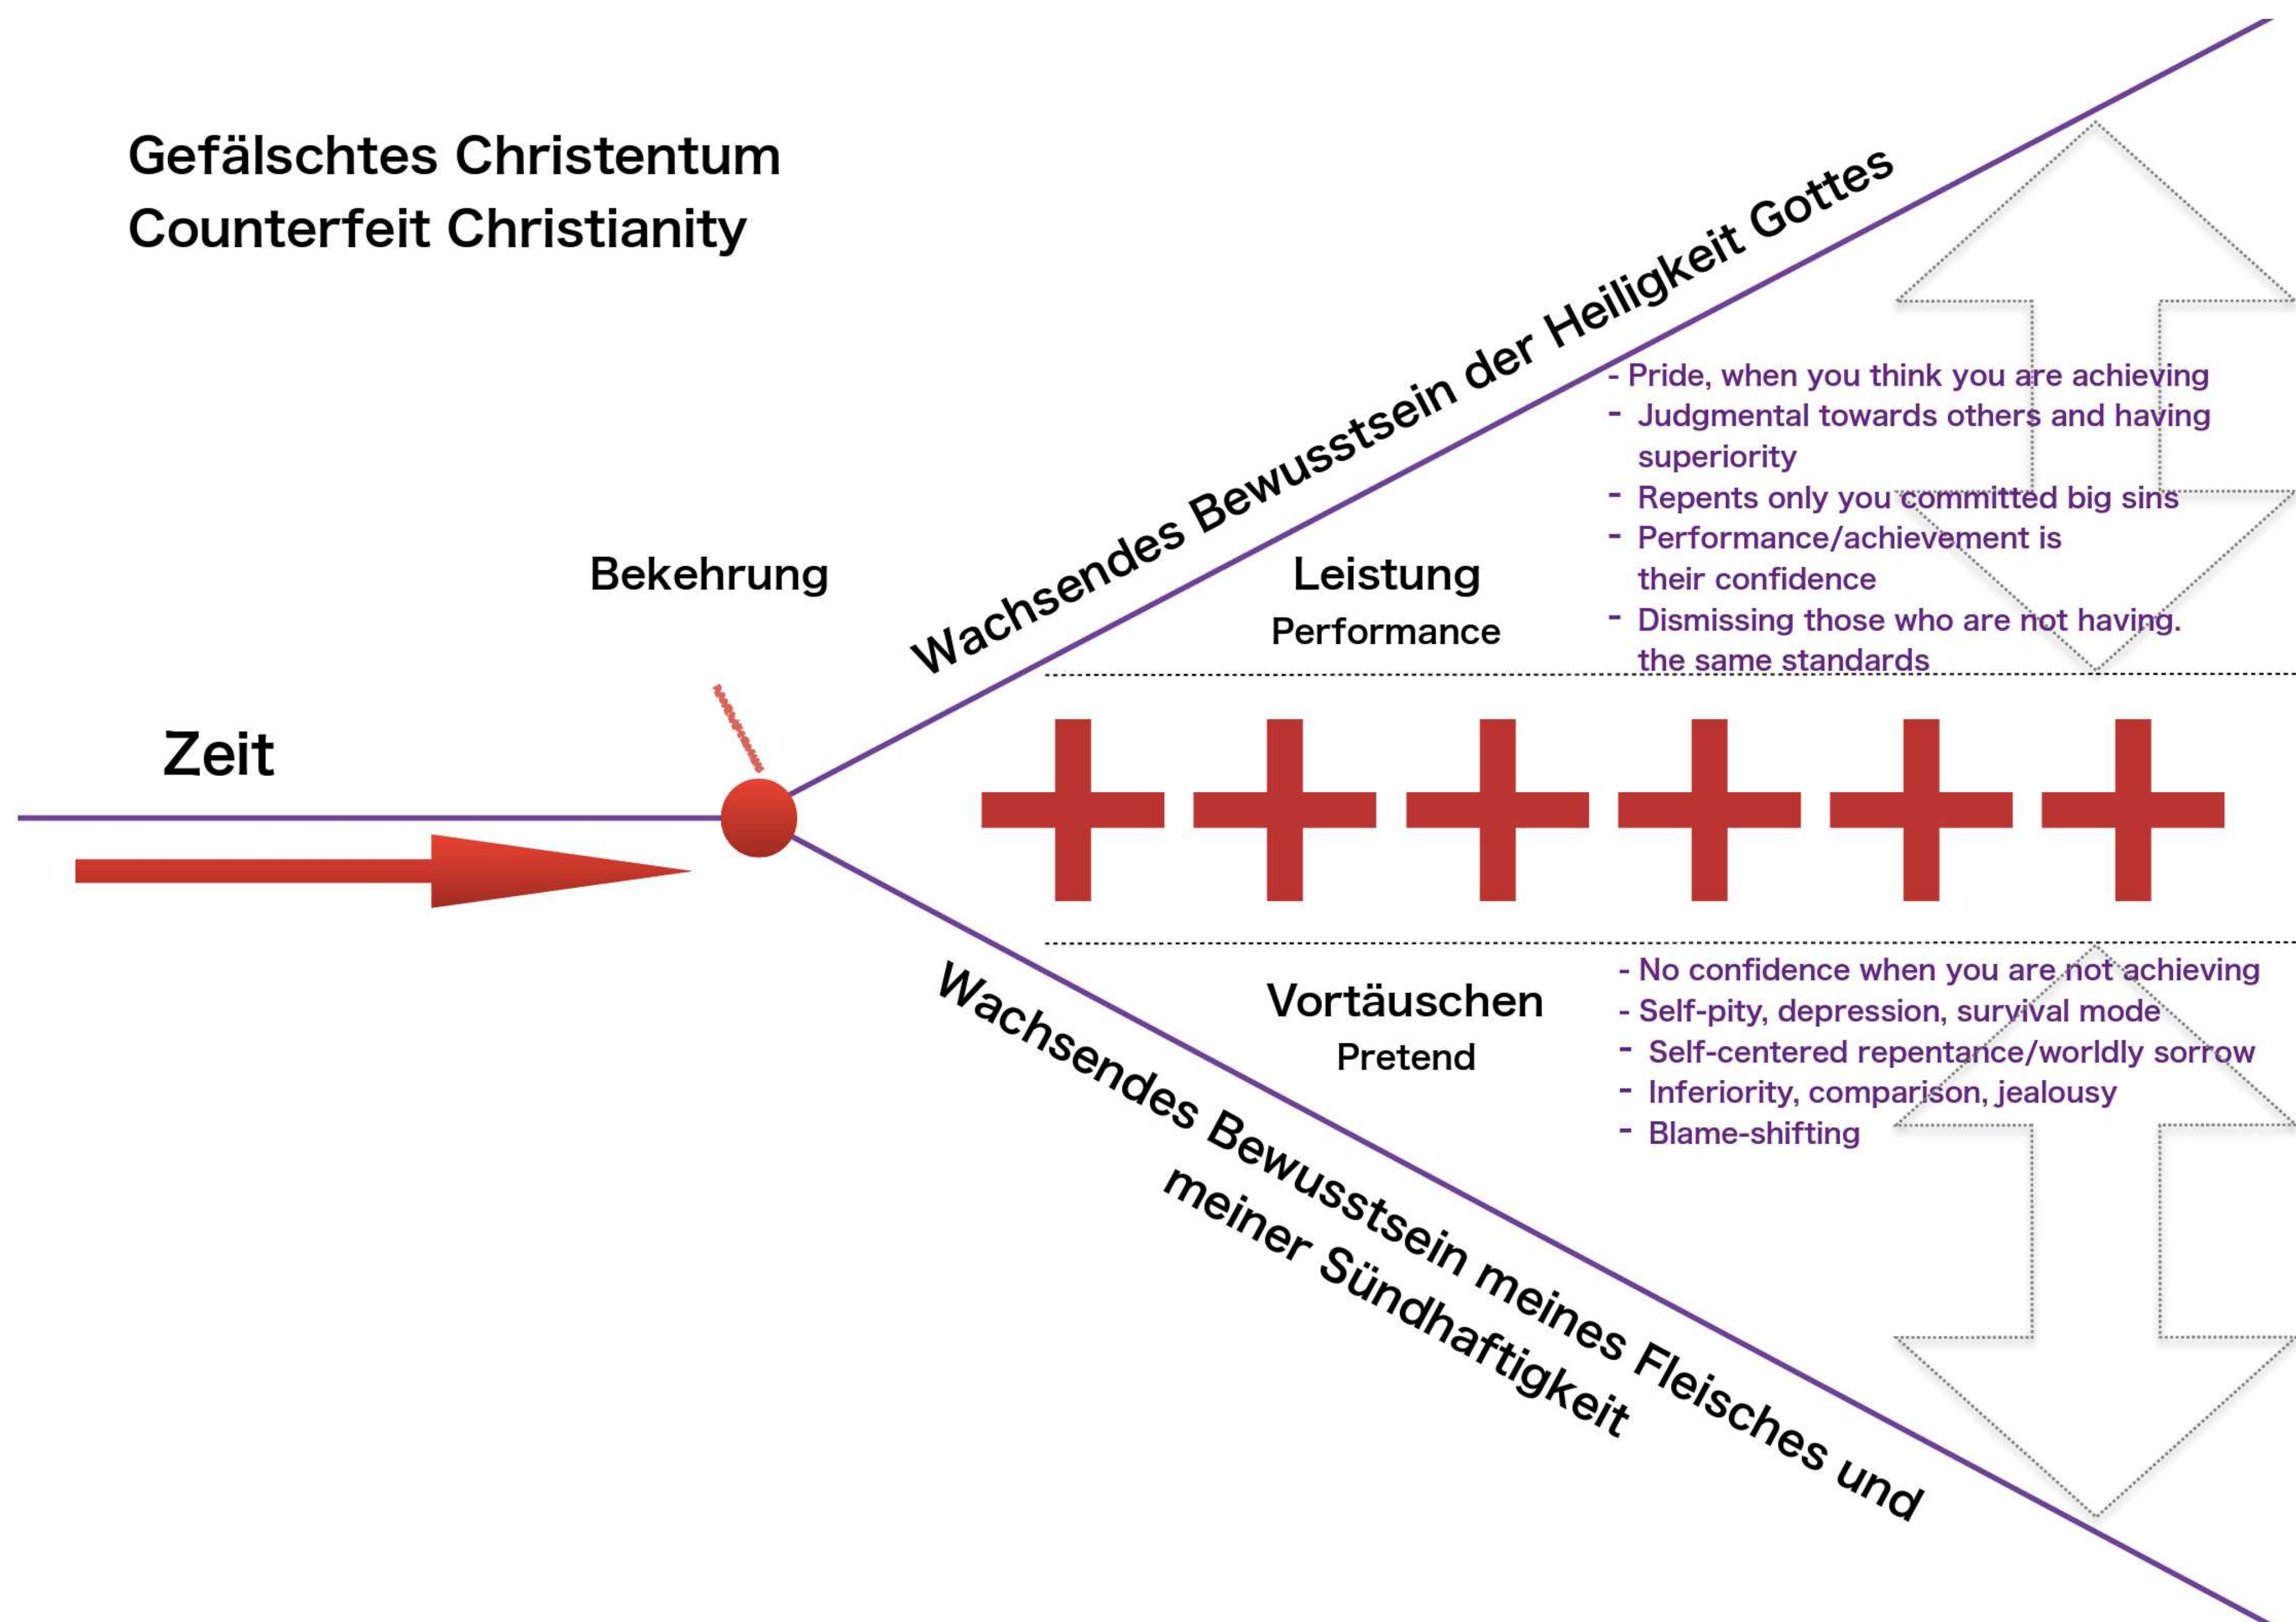 Gefälschtes Christentum
Counterfeit Christianity
Wachsendes Bewusstsein der Heiligkeit Gottes
- Pride, when you think you are achieving
- Judgmental towards others and having
superiority
- Repents only you committed big sins
- Performance/achievement is
their confidence
- Dismissing those who are not having.
the same standards
Bekehrung
Leistung
Performance
Zeit
Vortäuschen
Pretend
- No confidence when you are not achieving
- Self-pity, depression, survival mode
- Self-centered repentance/worldly sorrow
- Inferiority, comparison, jealousy
- Blame-shifting
Wachsendes Bewusstsein meines Fleisches und
meiner Sündhaftigkeit